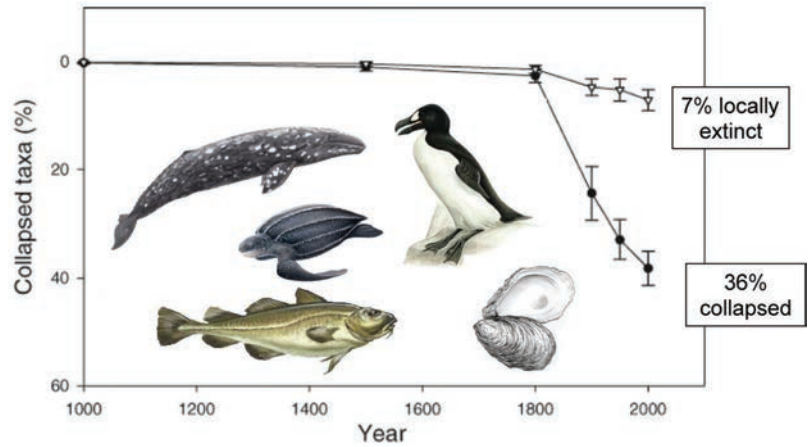 0
20
40
60
Collapsed taxa (%)
1000 1200 1400 1600 1800 2000
Year
7% locally
extinct
36%
collapsed